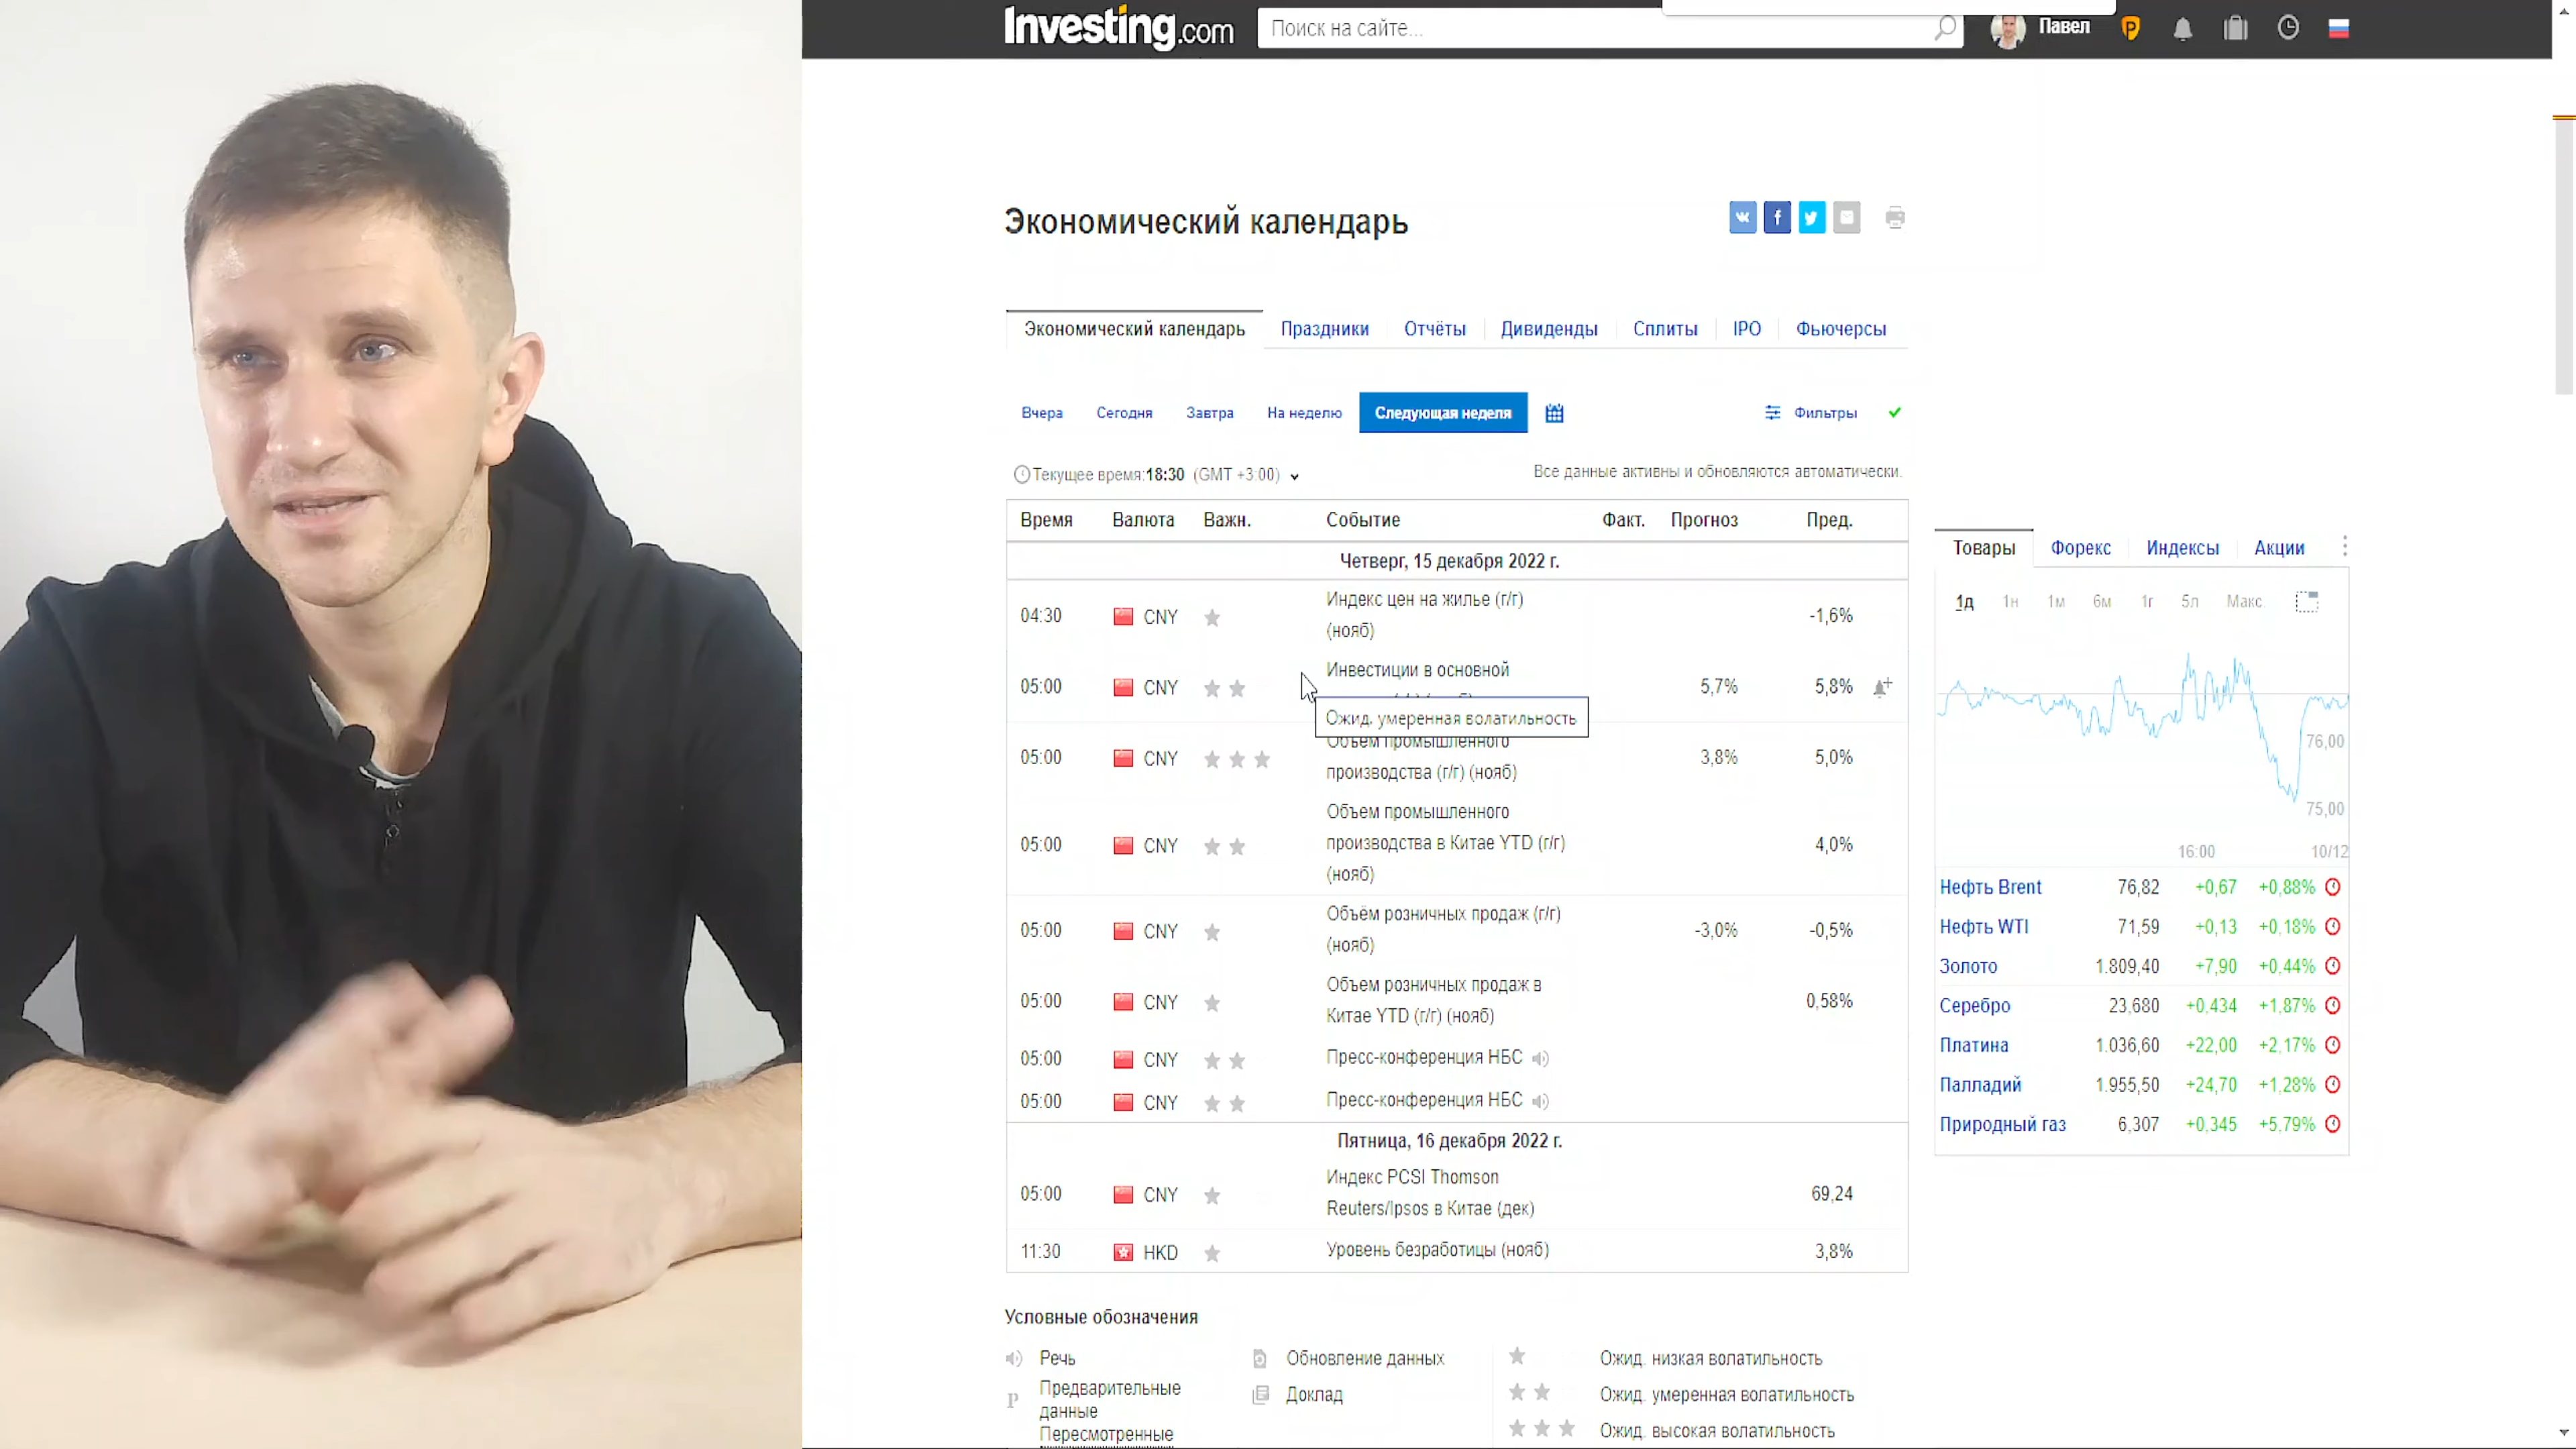 Investing.com
Поиск на сайте...
Павел
Экономический календарь
Экономический календарь Праздники Отчёты Дивиденды Сплиты IPO Фьючерсы
Вчера Сегодня Завтра На неделю Следующая неделя Фильтры
Текущее время:18:30 (GMT +3:00)
Все данные активны и обновляются автоматически.
Время Валюта Важн. Событие Факт. Прогноз Пред.
Четверг, 15 декабря 2022 г.
04:30 CNY Индекс цен на жилье (г/г) -1,6%
(нояб)
05:00 CNY Инвестиции в основной 5,7% 5,8%
Ожид. умеренная волатильность
05:00 CNY Объем промышленного 3,8% 5,0%
производства (г/г) (нояб)
Объем промышленного
05:00 CNY производства в Китае YTD (г/г) 4,0%
(нояб)
05:00 CNY Объём розничных продаж (г/г) -3,0% -0,5%
(нояб)
05:00 CNY Объем розничных продаж в 0,58%
Китае YTD (г/г) (нояб)
05:00 CNY Пресс-конференция НБС
05:00 CNY Пресс-конференция НБС
Пятница, 16 декабря 2022 г.
05:00 CNY Индекс PCSI Thomson 69,24
Reuters/Ipsos в Китае (дек)
11:30 HKD Уровень безработицы (нояб) 3,8%
Условные обозначения
Речь
Предварительные
данные
Пересмотренные
Обновление данных
Доклад
Ожид. низкая волатильность
Ожид. умеренная волатильность
Ожид. высокая волатильность
Товары Форекс Индексы Акции
1д 1н 1м 6м 1г 5л Макс.
76,00
75,00
16:00 10/12
Нефть Brent 76,82 +0,67 +0,88%
Нефть WTI 71,59 +0,13 +0,18%
Золото 1.809,40 +7,90 +0,44%
Серебро 23,680 +0,434 +1,87%
Платина 1.036,60 +22,00 +2,17%
Палладий 1.955,50 +24,70 +1,28%
Природный газ 6,307 +0,345 +5,79%